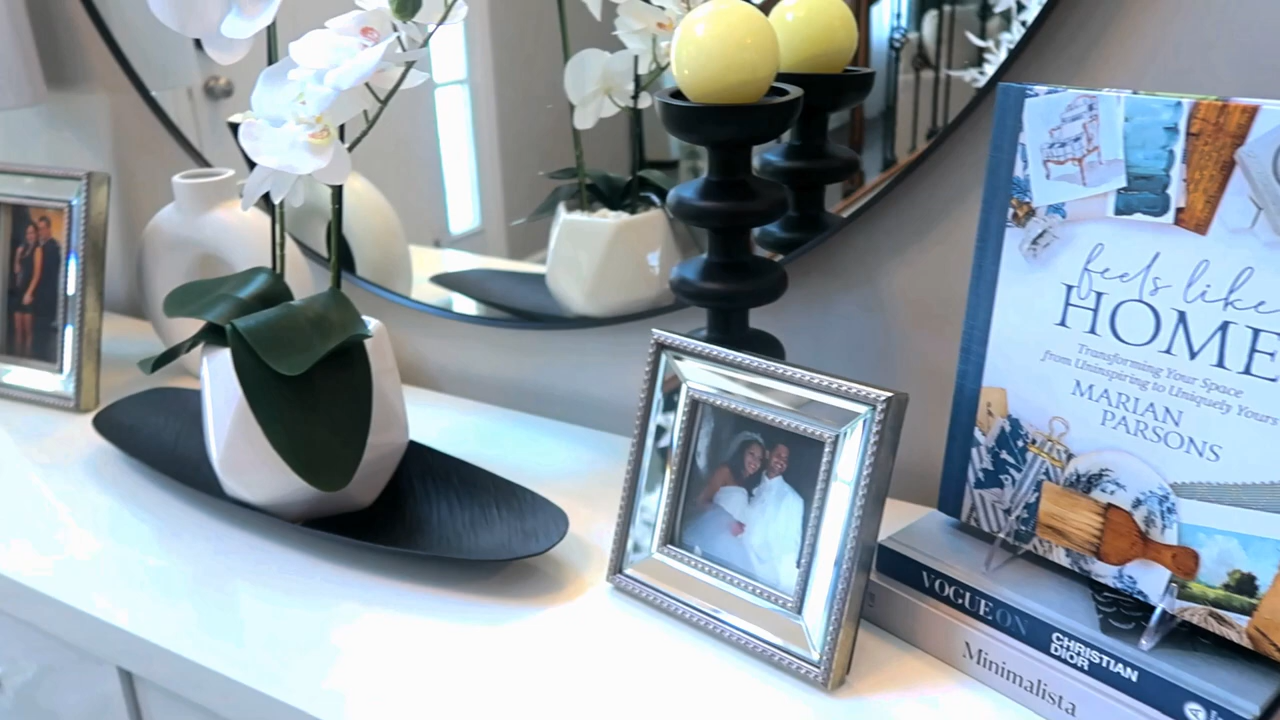 feels like
HOME
Transforming Your Space
from Uninspiring to Uniquely Yours
MARIAN
PARSONS
VOGUE ON
CHRISTIAN
DIOR
Minimalista